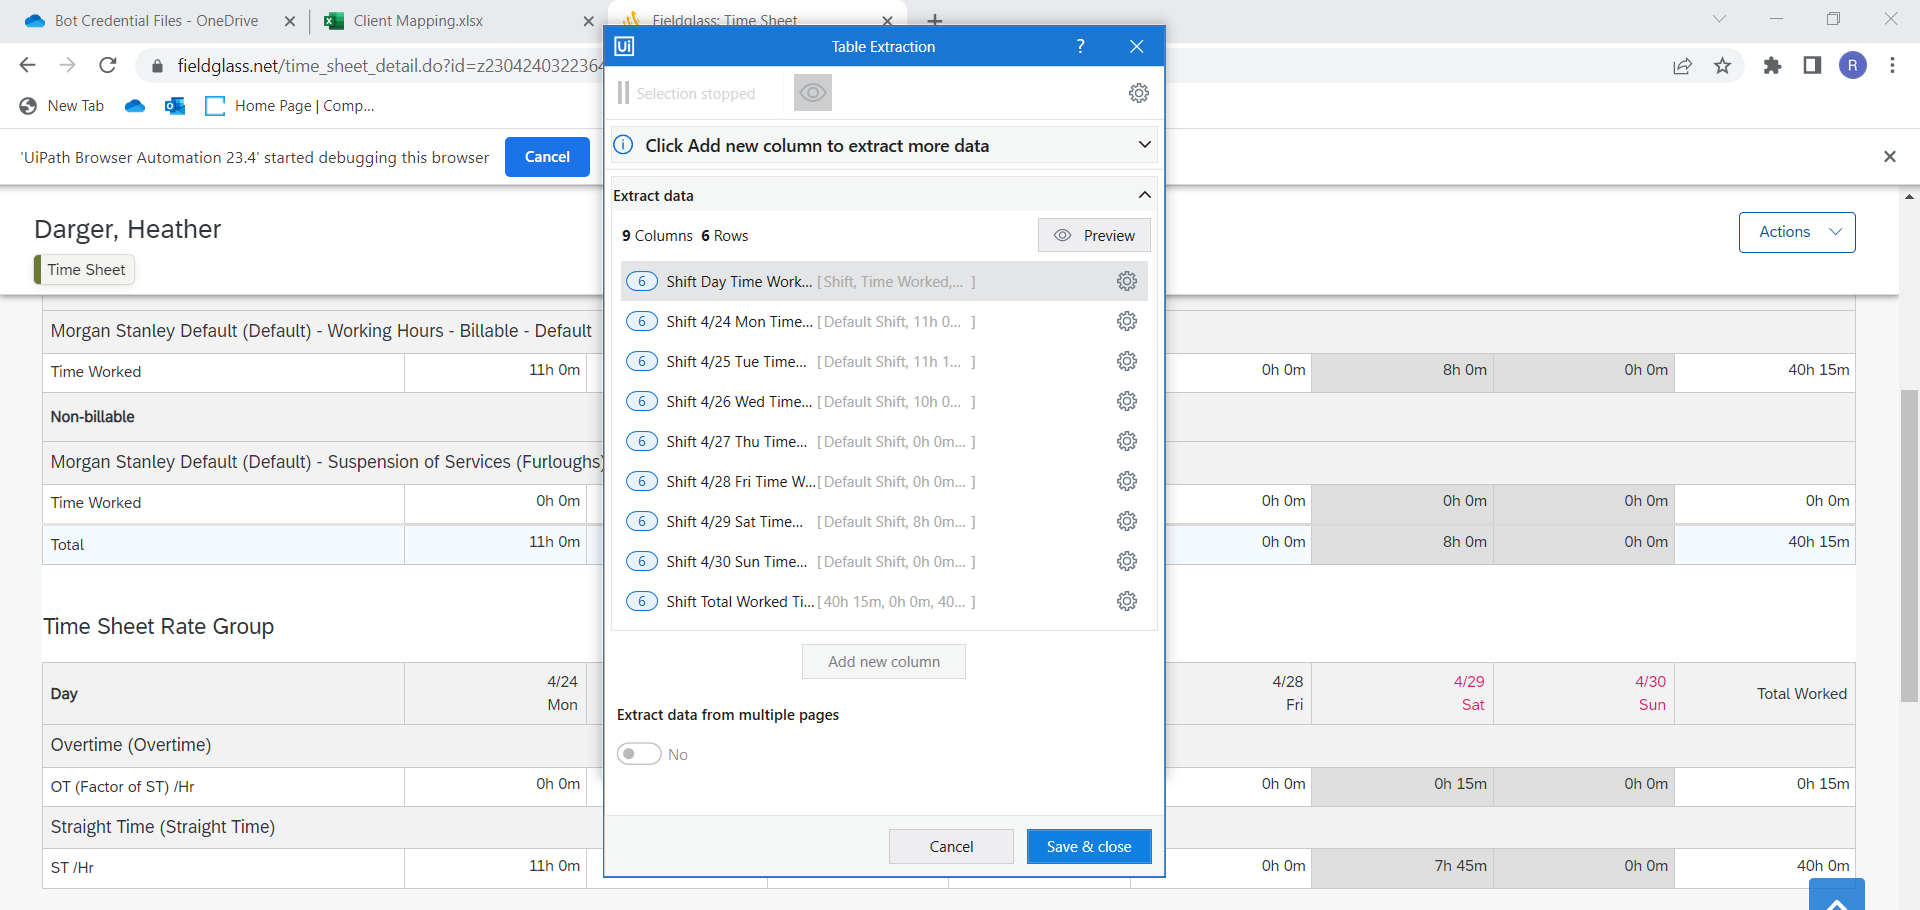 Bot Credential Files - OneDrive
Client Mapping.xlsx
Fieldglass: Time Sheet
fieldglass.net/time_sheet_detail.do?id=z2304240322364
R
New Tab
Home Page | Comp...
'UiPath Browser Automation 23.4' started debugging this browser
Cancel
Darger, Heather
Time Sheet
Actions
Morgan Stanley Default (Default) - Working Hours - Billable - Default
Time Worked 11h 0m 0h 0m 8h 0m 0h 0m 40h 15m
Non-billable
Morgan Stanley Default (Default) - Suspension of Services (Furloughs)
Time Worked 0h 0m 0h 0m 0h 0m 0h 0m 0h 0m
Total 11h 0m 0h 0m 8h 0m 0h 0m 40h 15m
Time Sheet Rate Group
Day 4/24 Mon 4/28 Fri 4/29 Sat 4/30 Sun Total Worked
Overtime (Overtime)
OT (Factor of ST) /Hr 0h 0m 0h 0m 0h 15m 0h 0m 0h 15m
Straight Time (Straight Time)
ST /Hr 11h 0m 0h 0m 7h 45m 0h 0m 40h 0m
Ui Table Extraction ?
Selection stopped
Click Add new column to extract more data
Extract data
9 Columns 6 Rows
Preview
6 Shift Day Time Work... [ Shift, Time Worked,... ]
6 Shift 4/24 Mon Time... [ Default Shift, 11h 0... ]
6 Shift 4/25 Tue Time... [ Default Shift, 11h 1... ]
6 Shift 4/26 Wed Time... [ Default Shift, 10h 0... ]
6 Shift 4/27 Thu Time... [ Default Shift, 0h 0m... ]
6 Shift 4/28 Fri Time W... [ Default Shift, 0h 0m... ]
6 Shift 4/29 Sat Time... [ Default Shift, 8h 0m... ]
6 Shift 4/30 Sun Time... [ Default Shift, 0h 0m... ]
6 Shift Total Worked Ti... [ 40h 15m, 0h 0m, 40... ]
Add new column
Extract data from multiple pages
No
Cancel
Save & close